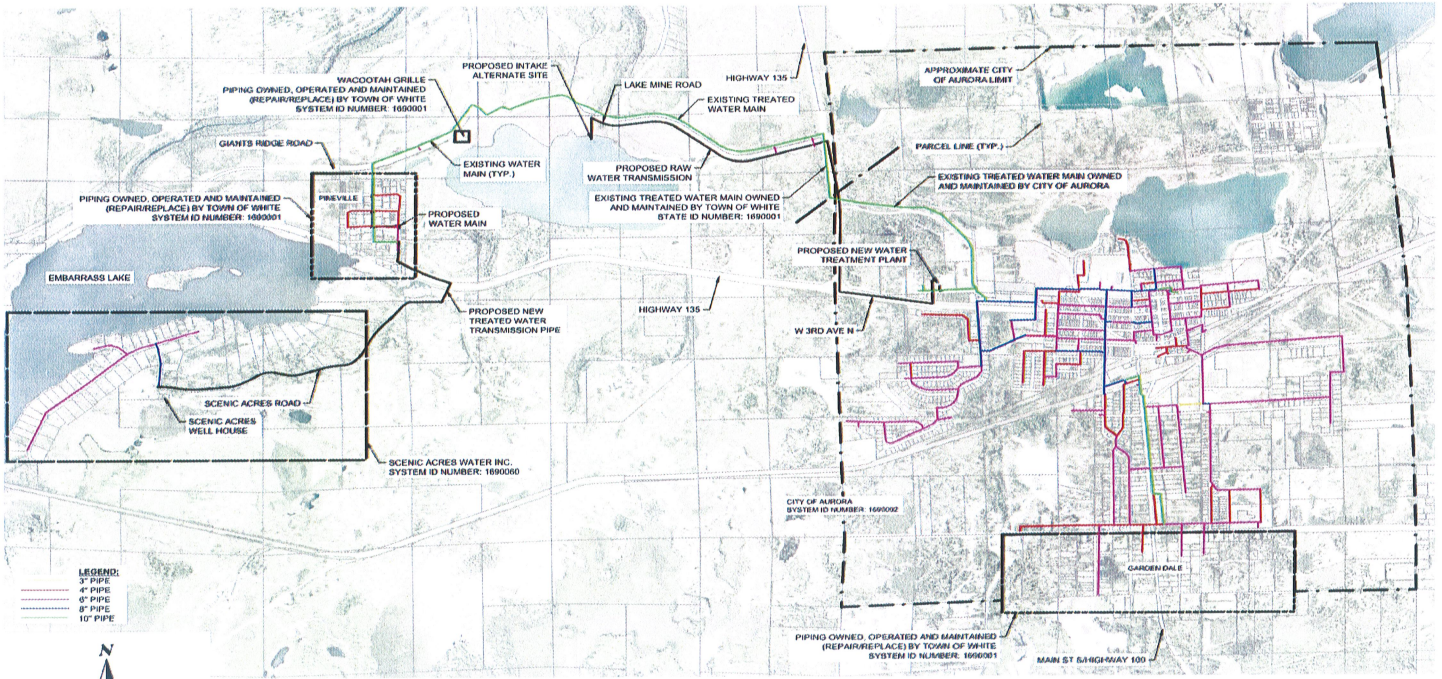 PROPOSED INTAKE
ALTERNATE SITE
WACOOTAH GRILLE
PIPING OWNED, OPERATED AND MAINTAINED
(REPAIR/REPLACE) BY TOWN OF WHITE
SYSTEM ID NUMBER: 1690001
LAKE MINE ROAD
HIGHWAY 135
EXISTING TREATED
WATER MAIN
APPROXIMATE CITY
OF AURORA LIMIT
GIANTS RIDGE ROAD
EXISTING WATER
MAIN (TYP.)
PROPOSED RAW
WATER TRANSMISSION
PARCEL LINE (TYP.)
EXISTING TREATED WATER MAIN OWNED
AND MAINTAINED BY CITY OF AURORA
PIPING OWNED, OPERATED AND MAINTAINED
(REPAIR/REPLACE) BY TOWN OF WHITE
SYSTEM ID NUMBER: 1690001
PINEVILLE
PROPOSED
WATER MAIN
EXISTING TREATED WATER MAIN OWNED
AND MAINTAINED BY TOWN OF WHITE
STATE ID NUMBER: 1690001
PROPOSED NEW WATER
TREATMENT PLANT
EMBARRASS LAKE
PROPOSED NEW
TREATED WATER
TRANSMISSION PIPE
HIGHWAY 135
W 3RD AVE N
SCENIC ACRES ROAD
SCENIC ACRES
WELL HOUSE
SCENIC ACRES WATER INC.
SYSTEM ID NUMBER: 1690060
CITY OF AURORA
SYSTEM ID NUMBER: 1690002
GARDEN DALE
LEGEND:
3" PIPE
4" PIPE
6" PIPE
8" PIPE
10" PIPE
N
PIPING OWNED, OPERATED AND MAINTAINED
(REPAIR/REPLACE) BY TOWN OF WHITE
SYSTEM ID NUMBER: 1690001
MAIN ST S/HIGHWAY 100